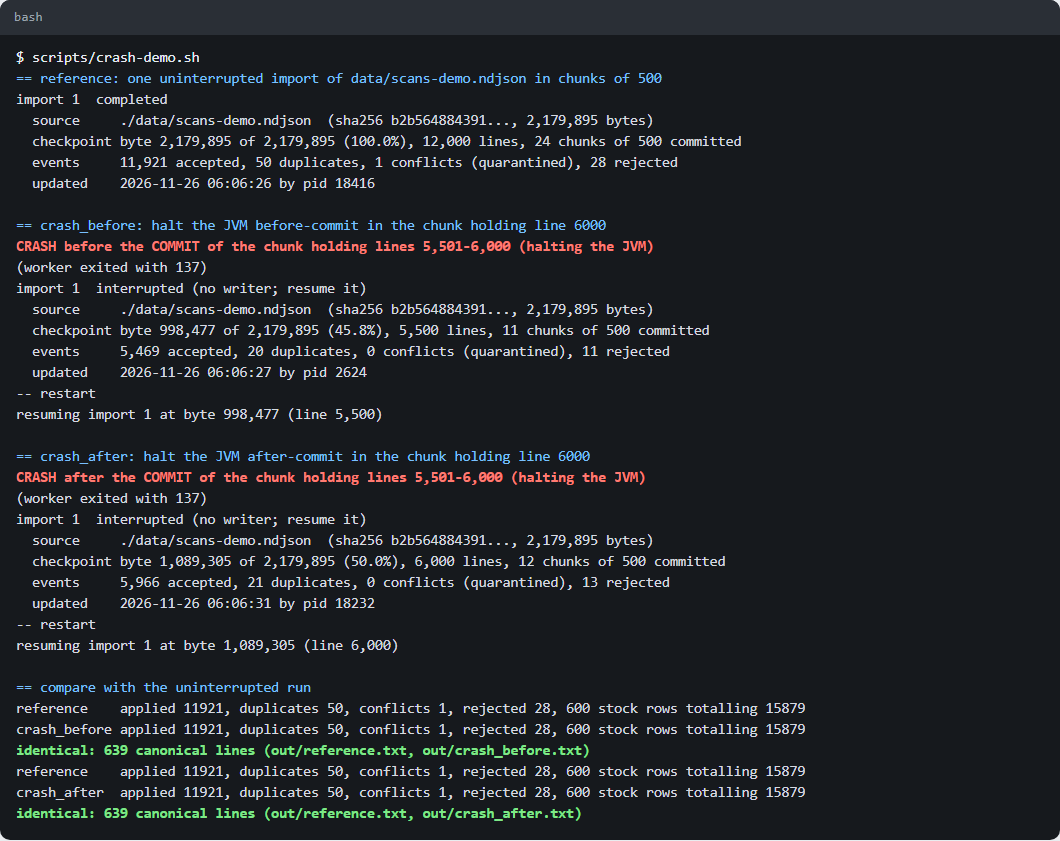 bash
$ scripts/crash-demo.sh
== reference: one uninterrupted import of data/scans-demo.ndjson in chunks of 500
import 1  completed
  source     ./data/scans-demo.ndjson  (sha256 b2b564884391..., 2,179,895 bytes)
  checkpoint byte 2,179,895 of 2,179,895 (100.0%), 12,000 lines, 24 chunks of 500 committed
  events     11,921 accepted, 50 duplicates, 1 conflicts (quarantined), 28 rejected
  updated    2026-11-26 06:06:26 by pid 18416

== crash_before: halt the JVM before-commit in the chunk holding line 6000
CRASH before the COMMIT of the chunk holding lines 5,501-6,000 (halting the JVM)
(worker exited with 137)
import 1  interrupted (no writer; resume it)
  source     ./data/scans-demo.ndjson  (sha256 b2b564884391..., 2,179,895 bytes)
  checkpoint byte 998,477 of 2,179,895 (45.8%), 5,500 lines, 11 chunks of 500 committed
  events     5,469 accepted, 20 duplicates, 0 conflicts (quarantined), 11 rejected
  updated    2026-11-26 06:06:27 by pid 2624
-- restart
resuming import 1 at byte 998,477 (line 5,500)

== crash_after: halt the JVM after-commit in the chunk holding line 6000
CRASH after the COMMIT of the chunk holding lines 5,501-6,000 (halting the JVM)
(worker exited with 137)
import 1  interrupted (no writer; resume it)
  source     ./data/scans-demo.ndjson  (sha256 b2b564884391..., 2,179,895 bytes)
  checkpoint byte 1,089,305 of 2,179,895 (50.0%), 6,000 lines, 12 chunks of 500 committed
  events     5,966 accepted, 21 duplicates, 0 conflicts (quarantined), 13 rejected
  updated    2026-11-26 06:06:31 by pid 18232
-- restart
resuming import 1 at byte 1,089,305 (line 6,000)

== compare with the uninterrupted run
reference    applied 11921, duplicates 50, conflicts 1, rejected 28, 600 stock rows totalling 15879
crash_before applied 11921, duplicates 50, conflicts 1, rejected 28, 600 stock rows totalling 15879
identical: 639 canonical lines (out/reference.txt, out/crash_before.txt)
reference    applied 11921, duplicates 50, conflicts 1, rejected 28, 600 stock rows totalling 15879
crash_after  applied 11921, duplicates 50, conflicts 1, rejected 28, 600 stock rows totalling 15879
identical: 639 canonical lines (out/reference.txt, out/crash_after.txt)